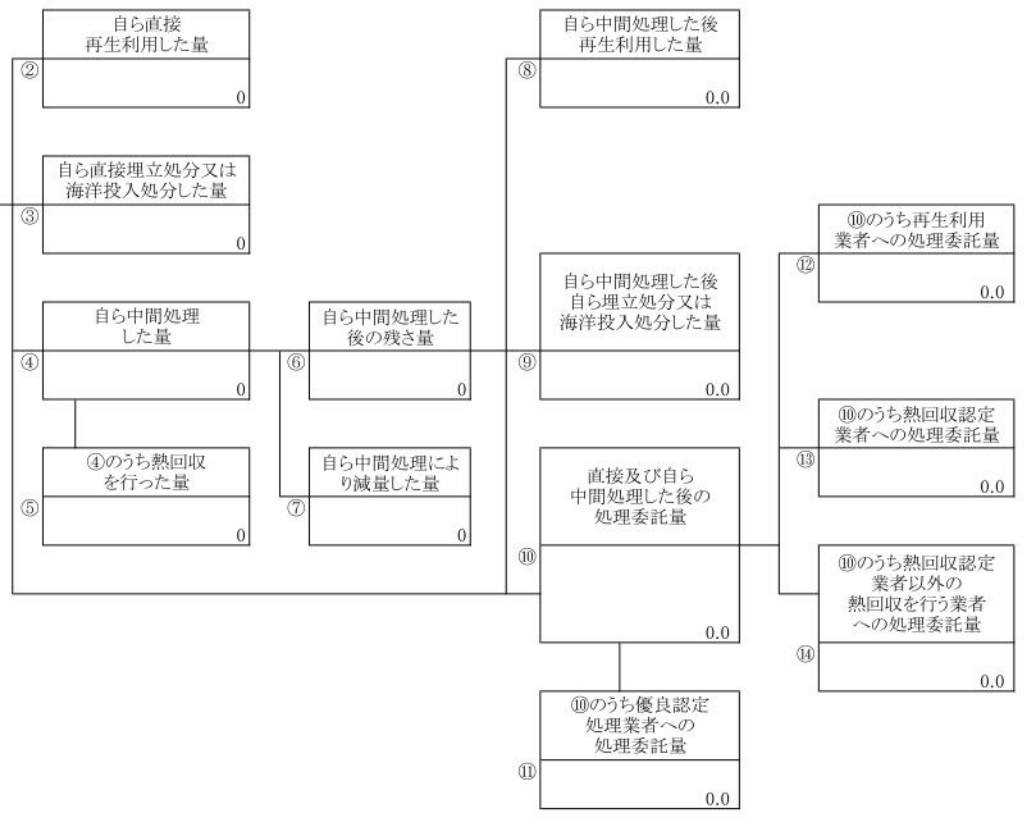 自ら直接
再生利用した量
②
0
自ら直接埋立処分又は
海洋投入処分した量
③
0
自ら中間処理
した量
④
0
④のうち熱回収
を行った量
⑤
0
自ら中間処理した
後の残さ量
⑥
0
自ら中間処理によ
り減量した量
⑦
0
自ら中間処理した後
再生利用した量
⑧
0.0
自ら中間処理した後
自ら埋立処分又は
海洋投入処分した量
⑨
0.0
直接及び自ら
中間処理した後の
処理委託量
⑩
0.0
⑩のうち優良認定
処理業者への
処理委託量
⑪
0.0
⑩のうち再生利用
業者への処理委託量
⑫
0.0
⑩のうち熱回収認定
業者への処理委託量
⑬
0.0
⑩のうち熱回収認定
業者以外の
熱回収を行う業者
への処理委託量
⑭
0.0